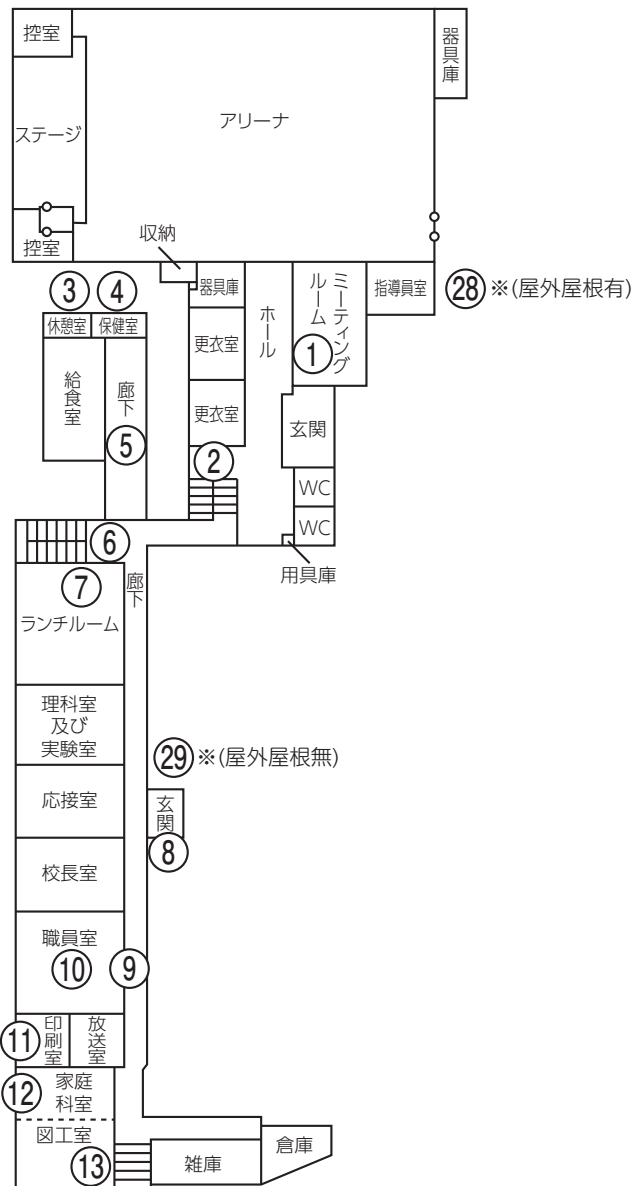 控室
器具庫
アリーナ
ステージ
控室
収納
③ ④
休憩室 保健室
器具庫
更衣室
更衣室
ホール
ミーティング
ルーム
①
指導員室
㉘ ※(屋外屋根有)
給食室
廊下
⑤
②
玄関
WC
WC
用具庫
⑥
⑦
ランチルーム
廊下
理科室
及び
実験室
㉙ ※(屋外屋根無)
応接室
玄関
⑧
校長室
職員室
⑩
⑨
⑪
印刷室
放送室
⑫
家庭
科室
図工室
⑬
雑庫
倉庫